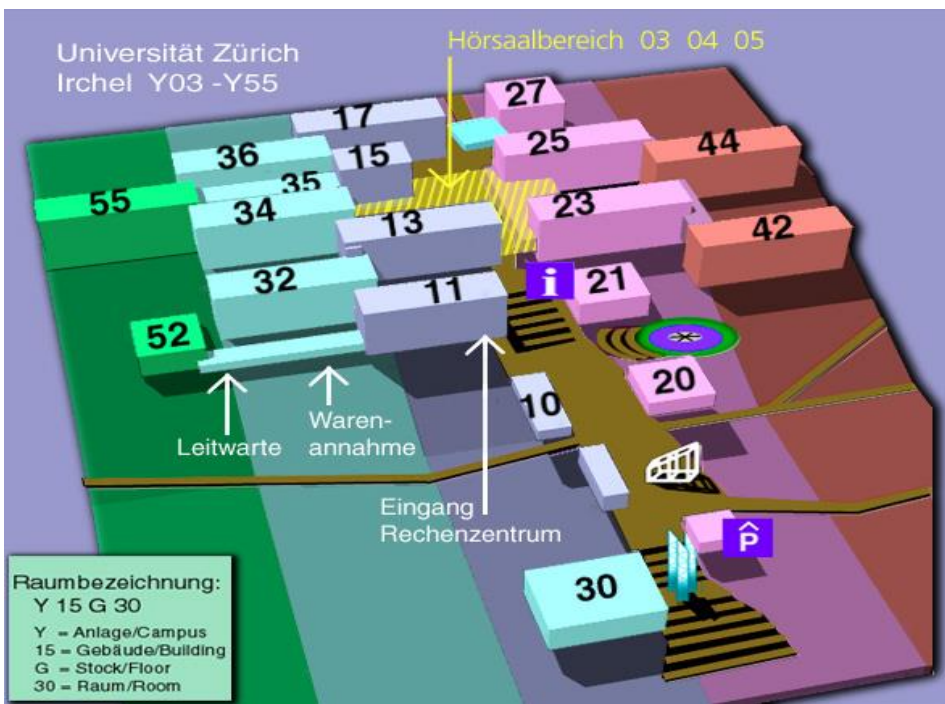 Universität Zürich
Irchel Y03 -Y55
Hörsaalbereich 03 04 05
27
17
25
44
36
15
35
55
34
23
13
42
32
11
i
21
52
20
10
Leitwarte
Waren-
annahme
Eingang
Rechenzentrum
P
30
Raumbezeichnung:
Y 15 G 30
Y = Anlage/Campus
15 = Gebäude/Building
G = Stock/Floor
30 = Raum/Room